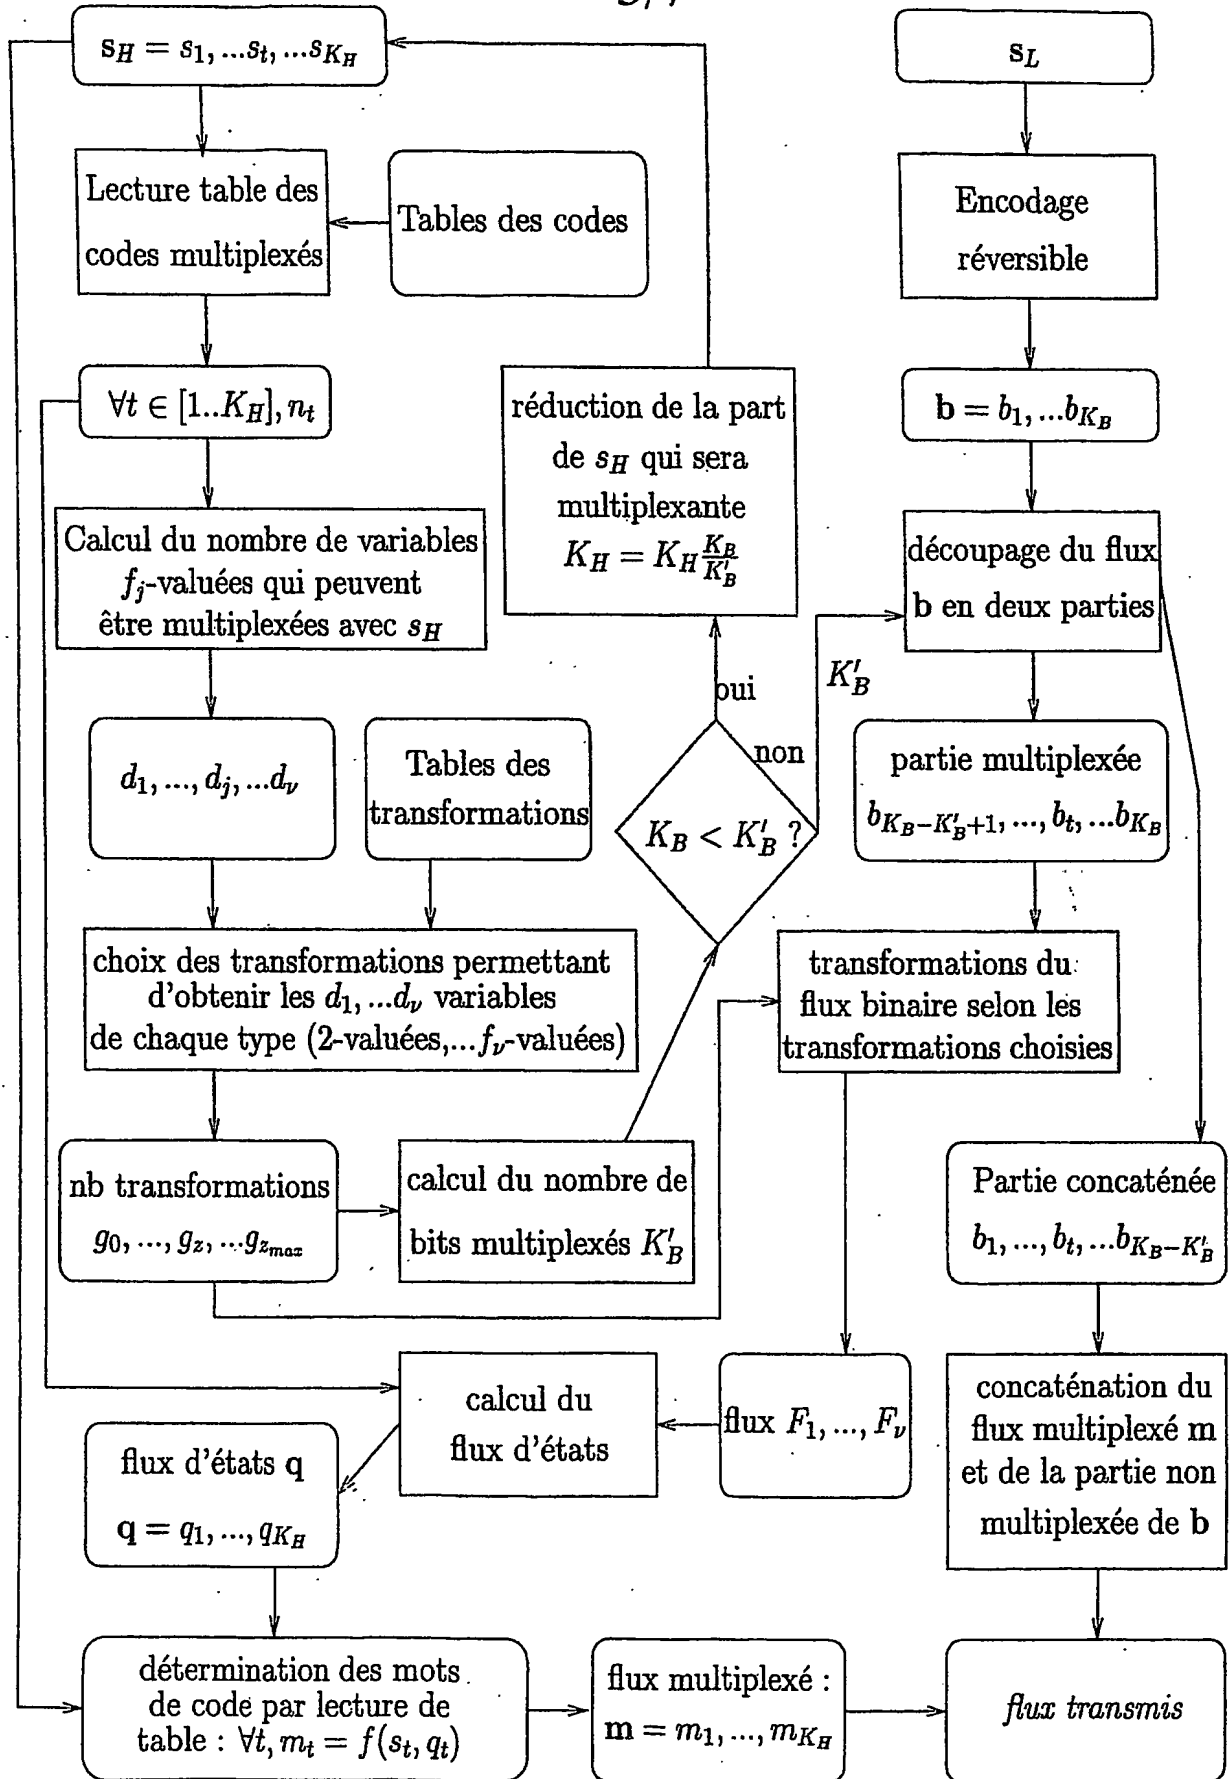 s_H = s_1, ...s_t, ...s_{K_H}
s_L
Lecture table des
codes multiplexés
Tables des codes
Encodage
réversible
∀t ∈ [1..K_H], n_t
réduction de la part
de s_H qui sera
multiplexante
K_H = K_H \frac{K_B}{K'_B}
b = b_1, ...b_{K_B}
Calcul du nombre de variables
f_j-valuées qui peuvent
être multiplexées avec s_H
découpage du flux
b en deux parties
oui
K'_B
non
d_1, ..., d_j, ...d_ν
Tables des
transformations
K_B < K'_B ?
partie multiplexée
b_{K_B-K'_B+1}, ..., b_t, ...b_{K_B}
choix des transformations permettant
d'obtenir les d_1, ...d_ν variables
de chaque type (2-valuées,...f_ν-valuées)
transformations du
flux binaire selon les
transformations choisies
nb transformations
g_0, ..., g_z, ...g_{z_{max}}
calcul du nombre de
bits multiplexés K'_B
Partie concaténée
b_1, ..., b_t, ...b_{K_B-K'_B}
calcul du
flux d'états
flux F_1, ..., F_ν
concaténation du
flux multiplexé m
et de la partie non
multiplexée de b
flux d'états q
q = q_1, ..., q_{K_H}
détermination des mots
de code par lecture de
table : ∀t, m_t = f(s_t, q_t)
flux multiplexé :
m = m_1, ..., m_{K_H}
flux transmis